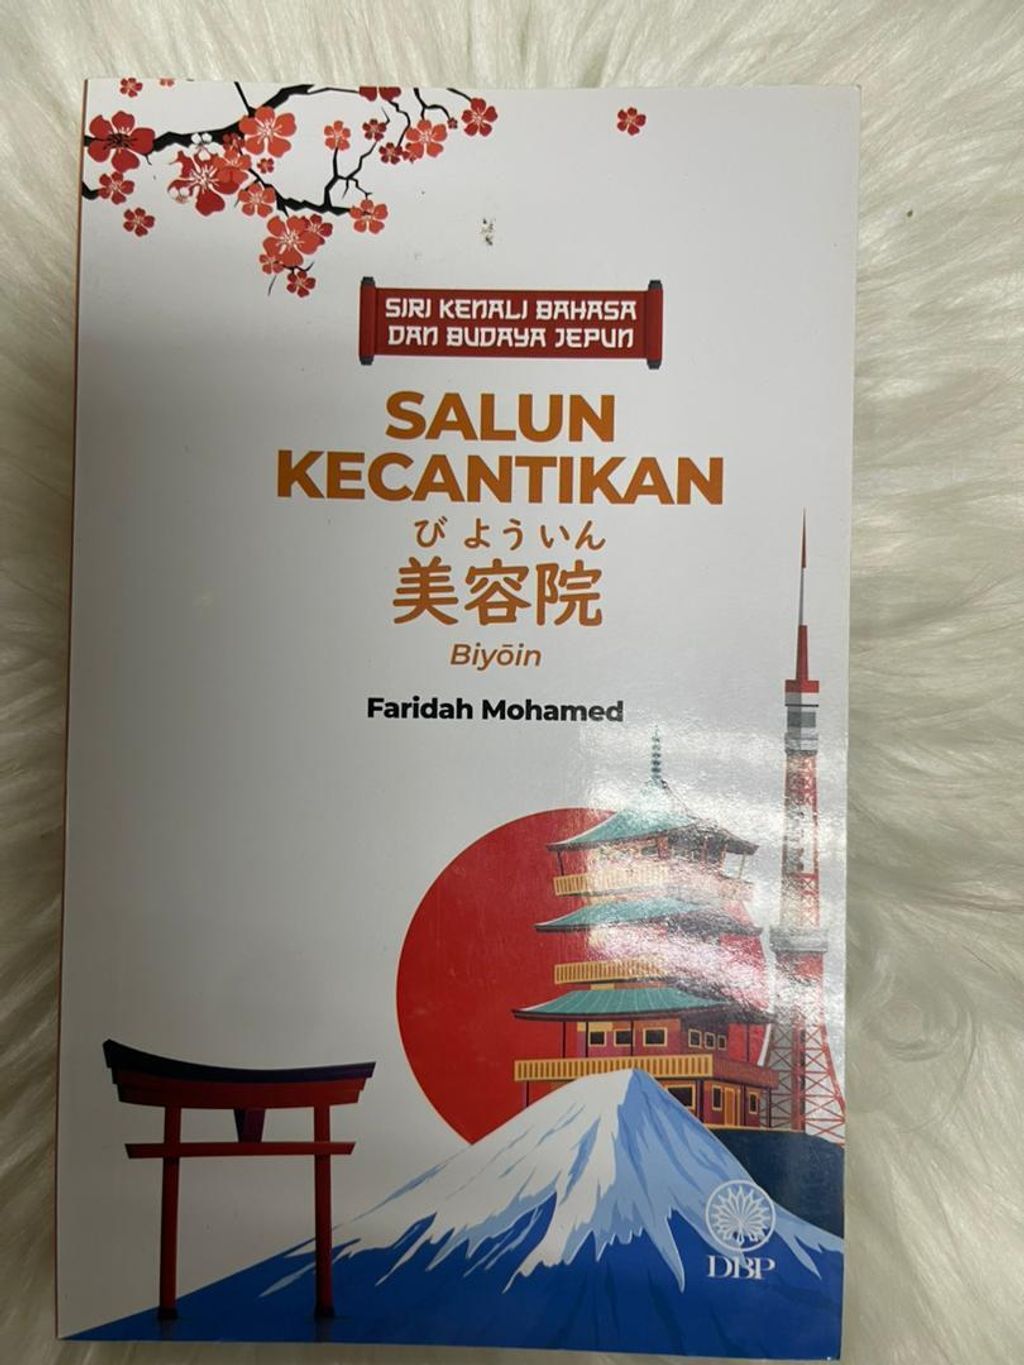 SIRI KENALI BAHASA
DAN BUDAYA JEPUN
SALUN
KECANTIKAN
びよういん
美容院
Biyōin
Faridah Mohamed
DBP